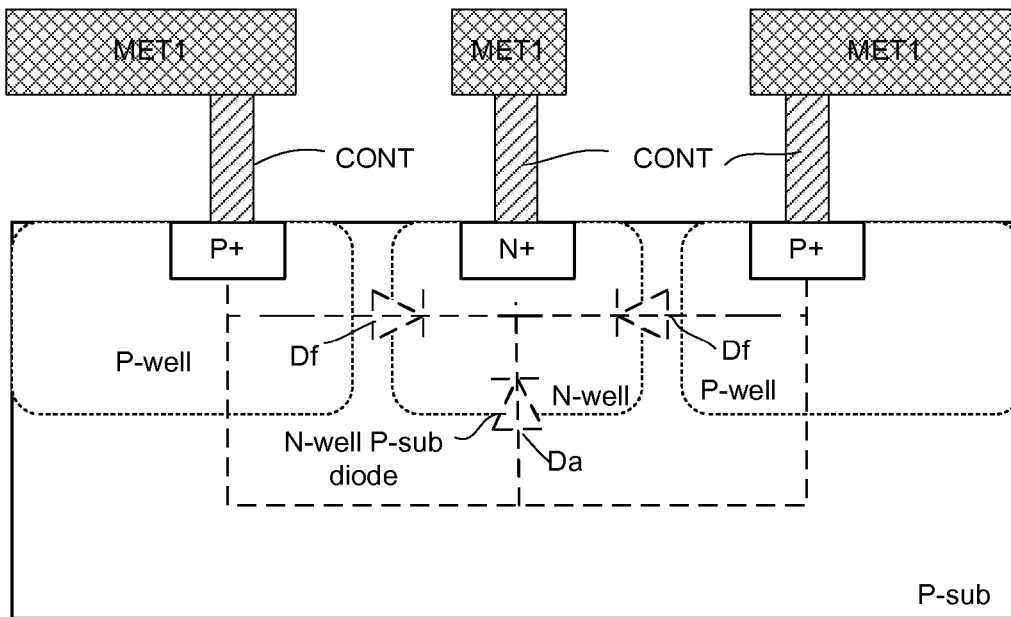 MET1 MET1 MET1
CONT CONT
P+ N+ P+
Df Df
P-well N-well P-well
N-well P-sub
diode
Da
P-sub